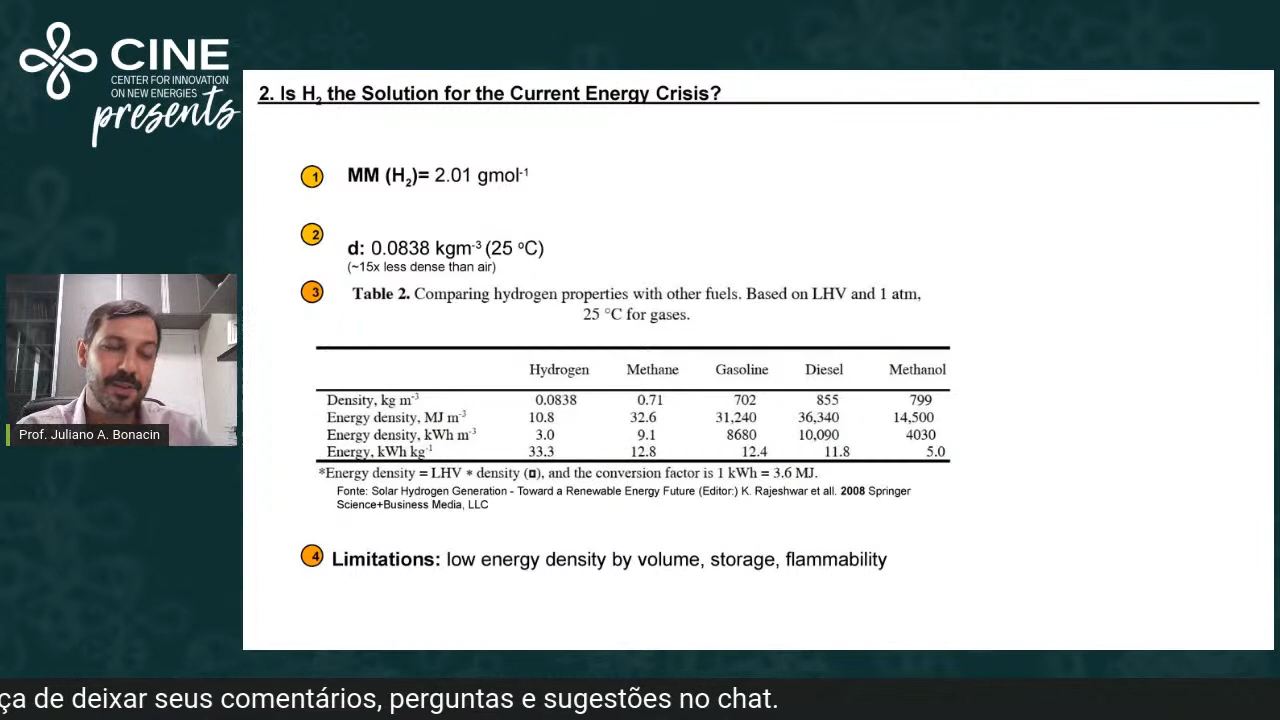 CINE
CENTER FOR INNOVATION
ON NEW ENERGIES
presents
2. Is H₂ the Solution for the Current Energy Crisis?
1 MM (H₂)= 2.01 gmol⁻¹
2
d: 0.0838 kgm⁻³ (25 ºC)
(~15x less dense than air)
3 Table 2. Comparing hydrogen properties with other fuels. Based on LHV and 1 atm,
25 °C for gases.
Hydrogen Methane Gasoline Diesel Methanol
Density, kg m⁻³ 0.0838 0.71 702 855 799
Energy density, MJ m⁻³ 10.8 32.6 31,240 36,340 14,500
Energy density, kWh m⁻³ 3.0 9.1 8680 10,090 4030
Energy, kWh kg⁻¹ 33.3 12.8 12.4 11.8 5.0
*Energy density = LHV * density (◘), and the conversion factor is 1 kWh = 3.6 MJ.
Fonte: Solar Hydrogen Generation - Toward a Renewable Energy Future (Editor:) K. Rajeshwar et all. 2008 Springer
Science+Business Media, LLC
4 Limitations: low energy density by volume, storage, flammability
Prof. Juliano A. Bonacin
ça de deixar seus comentários, perguntas e sugestões no chat.